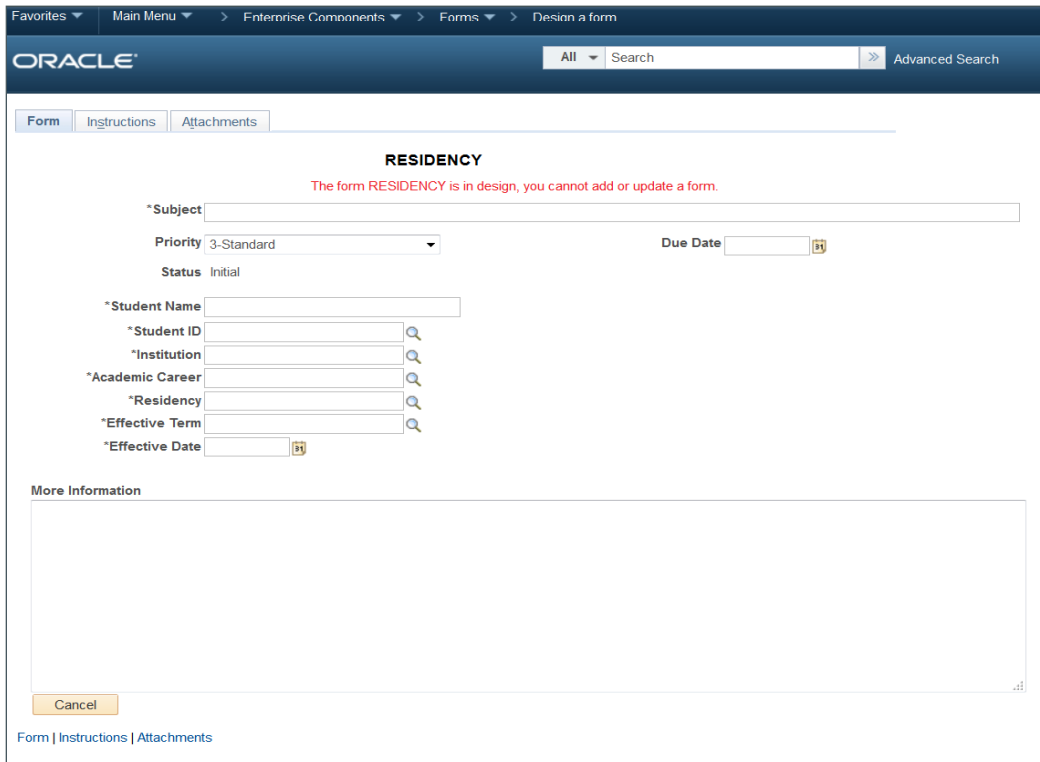 Favorites Main Menu > Enterprise Components > Forms > Design a form
ORACLE All Search Advanced Search
Form Instructions Attachments
RESIDENCY
The form RESIDENCY is in design, you cannot add or update a form.
*Subject
Priority 3-Standard Due Date 31
Status Initial
*Student Name
*Student ID
*Institution
*Academic Career
*Residency
*Effective Term
*Effective Date 31
More Information
Cancel
Form | Instructions | Attachments